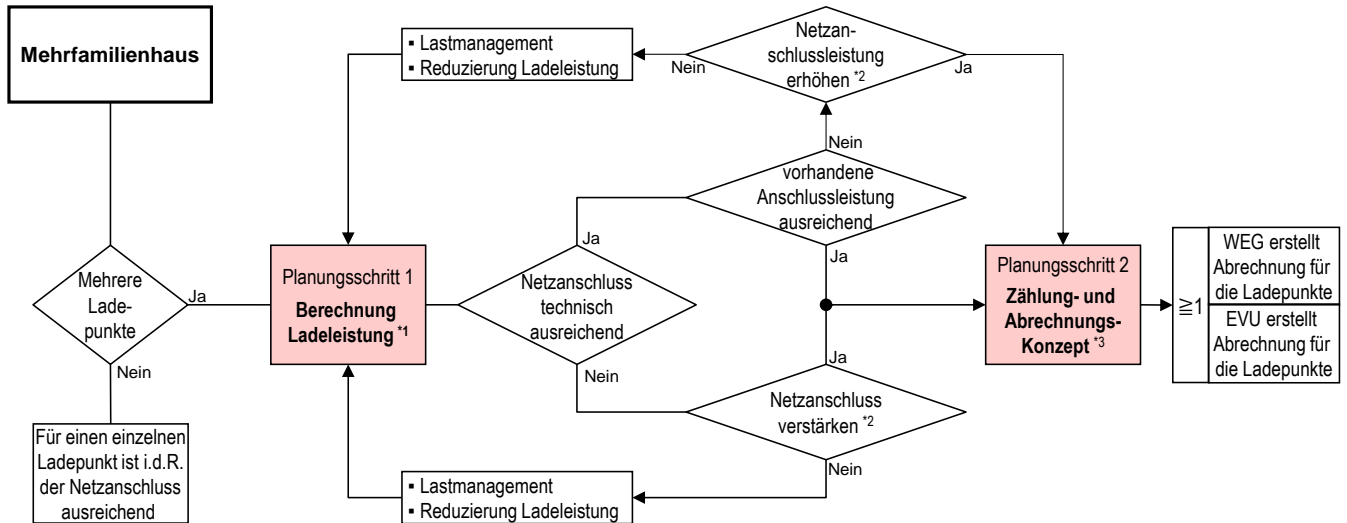 Mehrfamilienhaus
▪ Lastmanagement
▪ Reduzierung Ladeleistung
Nein
Netzan-
schlussleistung
erhöhen *2
Ja
Nein
vorhandene
Anschlussleistung
ausreichend
Ja
Mehrere
Lade-
punkte
Ja
Nein
Für einen einzelnen
Ladepunkt ist i.d.R.
der Netzanschluss
ausreichend
Planungsschritt 1
Berechnung
Ladeleistung *1
Ja
Netzanschluss
technisch
ausreichend
Nein
Ja
Netzanschluss
verstärken *2
Nein
▪ Lastmanagement
▪ Reduzierung Ladeleistung
Planungsschritt 2
Zählung- und
Abrechnungs-
Konzept *3
≧1
WEG erstellt
Abrechnung für
die Ladepunkte
EVU erstellt
Abrechnung für
die Ladepunkte